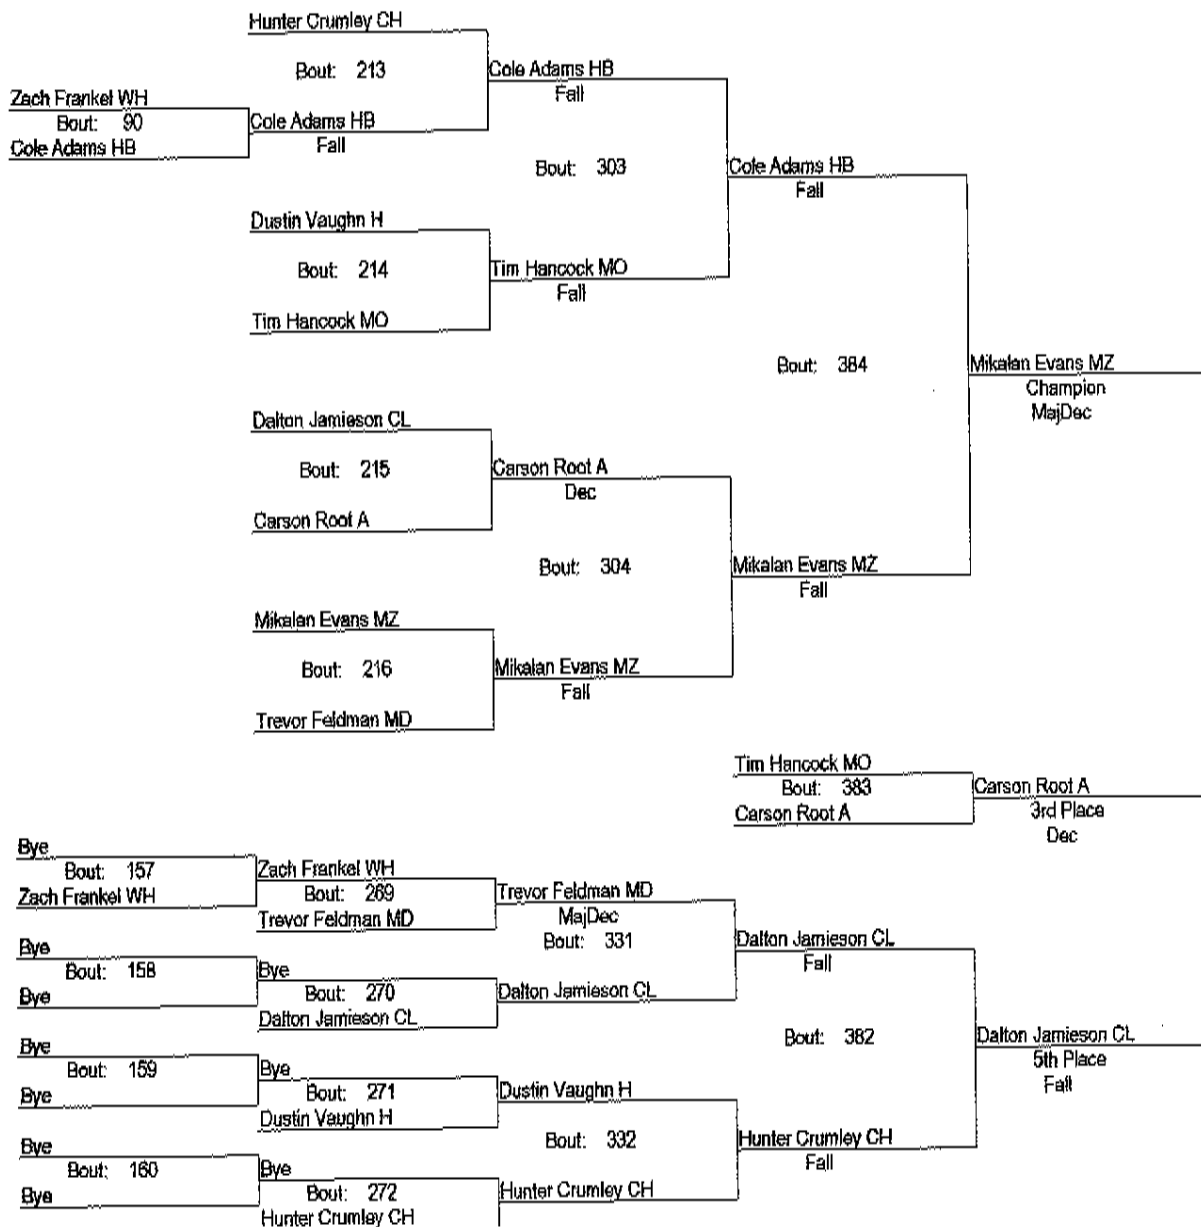 Hunter Crumley CH
Bout: 213
Cole Adams HB
Fall
Zach Frankel WH
Bout: 90
Cole Adams HB
Cole Adams HB
Fall
Bout: 303
Cole Adams HB
Fall
Dustin Vaughn H
Bout: 214
Tim Hancock MO
Fall
Tim Hancock MO
Bout: 384
Mikalan Evans MZ
Champion
MajDec
Dalton Jamieson CL
Bout: 215
Carson Root A
Dec
Carson Root A
Bout: 304
Mikalan Evans MZ
Fall
Mikalan Evans MZ
Bout: 216
Mikalan Evans MZ
Fall
Trevor Feldman MD
Tim Hancock MO
Bout: 383
Carson Root A
Carson Root A
3rd Place
Dec
Bye
Bout: 157
Zach Frankel WH
Zach Frankel WH
Bout: 269
Trevor Feldman MD
Trevor Feldman MD
MajDec
Bout: 331
Dalton Jamieson CL
Fall
Bye
Bout: 158
Bye
Bye
Bout: 270
Dalton Jamieson CL
Dalton Jamieson CL
Bout: 382
Dalton Jamieson CL
5th Place
Fall
Bye
Bout: 159
Bye
Bye
Bout: 271
Dustin Vaughn H
Dustin Vaughn H
Bout: 332
Hunter Crumley CH
Fall
Bye
Bout: 160
Bye
Bye
Bout: 272
Hunter Crumley CH
Hunter Crumley CH